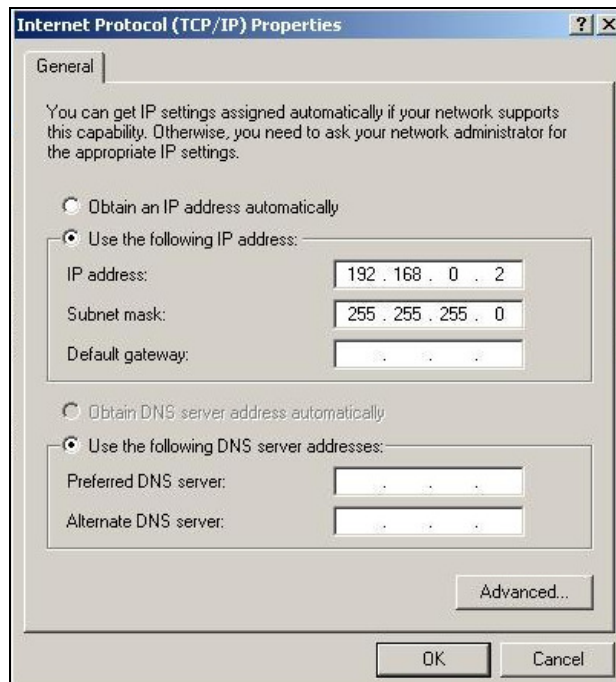 Internet Protocol (TCP/IP) Properties
General
You can get IP settings assigned automatically if your network supports
this capability. Otherwise, you need to ask your network administrator for
the appropriate IP settings.
Obtain an IP address automatically
Use the following IP address:
IP address: 192 . 168 . 0 . 2
Subnet mask: 255 . 255 . 255 . 0
Default gateway: . . .
Obtain DNS server address automatically
Use the following DNS server addresses:
Preferred DNS server: . . .
Alternate DNS server: . . .
Advanced...
OK Cancel